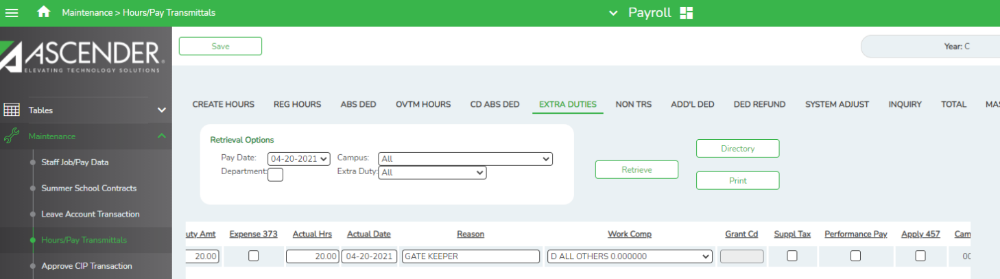 Maintenance > Hours/Pay Transmittals
Payroll
ASCENDER
ELEVATING TECHNOLOGY SOLUTIONS
Save
Year: C
Tables
Maintenance
Staff Job/Pay Data
Summer School Contracts
Leave Account Transaction
Hours/Pay Transmittals
Approve CIP Transaction
CREATE HOURS REG HOURS ABS DED OVTM HOURS CD ABS DED EXTRA DUTIES NON TRS ADD'L DED DED REFUND SYSTEM ADJUST INQUIRY TOTAL MAS
Retrieval Options
Pay Date: 04-20-2021 Campus: All
Department: Extra Duty: All
Retrieve
Directory
Print
uty Amt Expense 373 Actual Hrs Actual Date Reason Work Comp Grant Cd Suppl Tax Performance Pay Apply 457 Cam
20.00 20.00 04-20-2021 GATE KEEPER D ALL OTHERS 0.000000 00